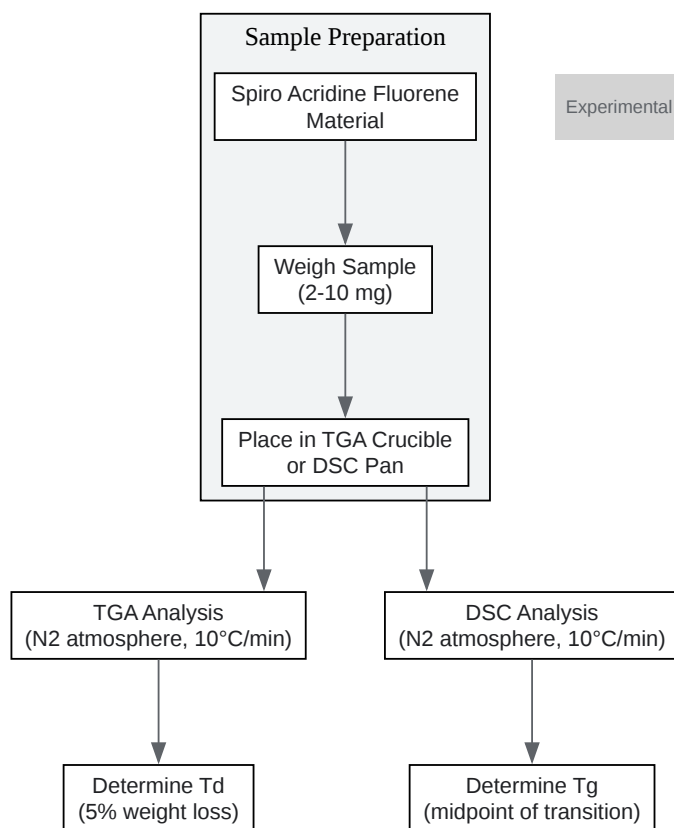 Sample Preparation
Spiro Acridine Fluorene
Material
Experimental
Weigh Sample
(2-10 mg)
Place in TGA Crucible
or DSC Pan
TGA Analysis
(N2 atmosphere, 10°C/min)
DSC Analysis
(N2 atmosphere, 10°C/min)
Determine Td
(5% weight loss)
Determine Tg
(midpoint of transition)